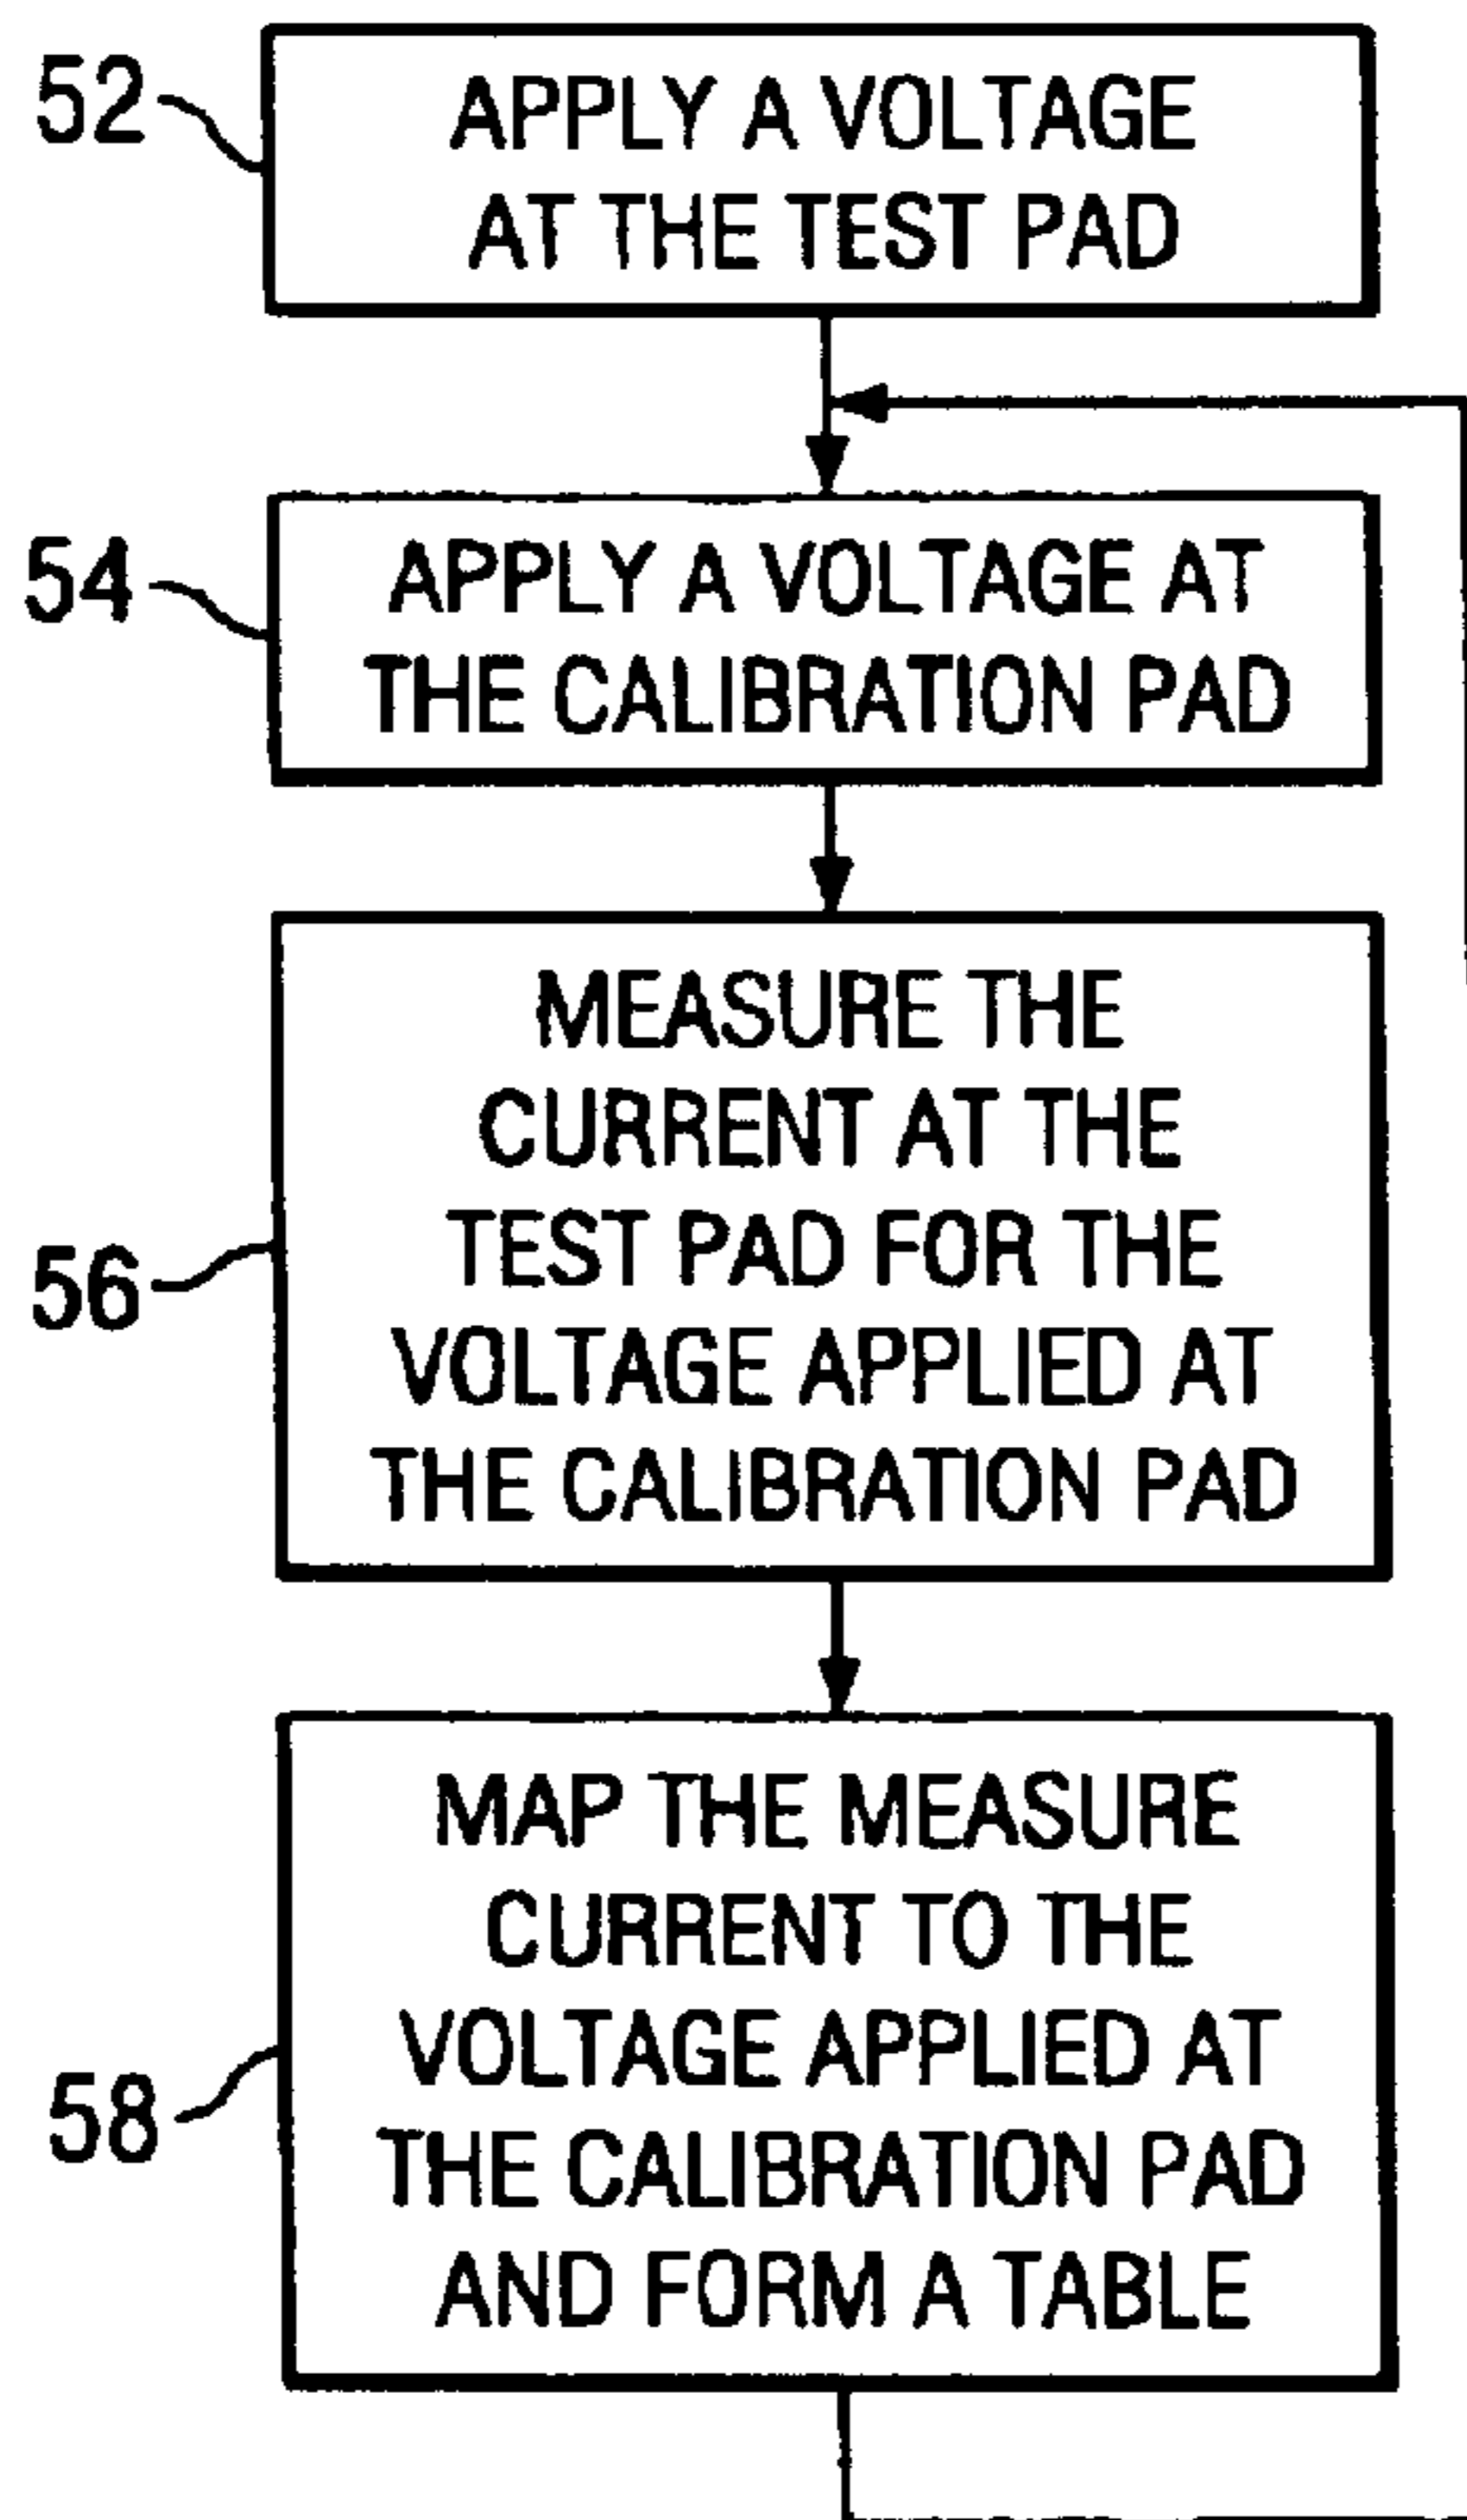 52
APPLY A VOLTAGE
AT THE TEST PAD
54
APPLY A VOLTAGE AT
THE CALIBRATION PAD
56
MEASURE THE
CURRENT AT THE
TEST PAD FOR THE
VOLTAGE APPLIED AT
THE CALIBRATION PAD
58
MAP THE MEASURE
CURRENT TO THE
VOLTAGE APPLIED AT
THE CALIBRATION PAD
AND FORM A TABLE